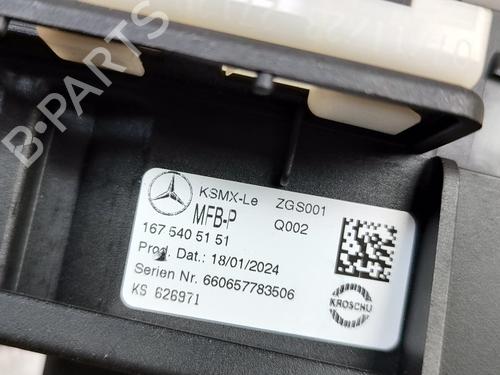 B-PARTS
KSMX-Le ZGS001
MFB-P Q002
167 540 51 51
Prod. Dat.: 18/01/2024
Serien Nr. 660657783506
KS 626971
KROSCHU